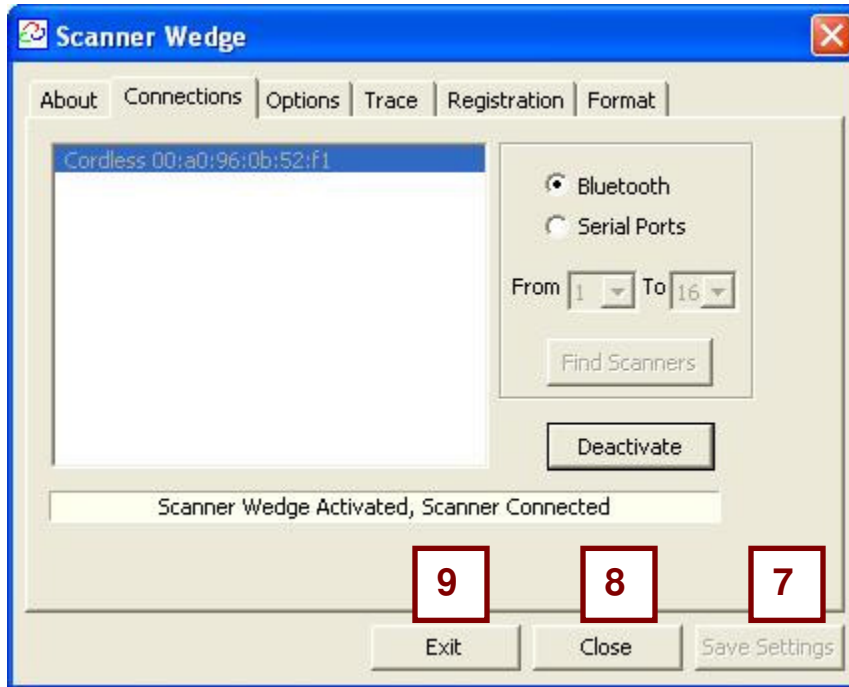 Scanner Wedge
About Connections Options Trace Registration Format
Cordless 00:a0:96:0b:52:f1
Bluetooth
Serial Ports
From 1 To 16
Find Scanners
Deactivate
Scanner Wedge Activated, Scanner Connected
9 8 7
Exit Close Save Settings